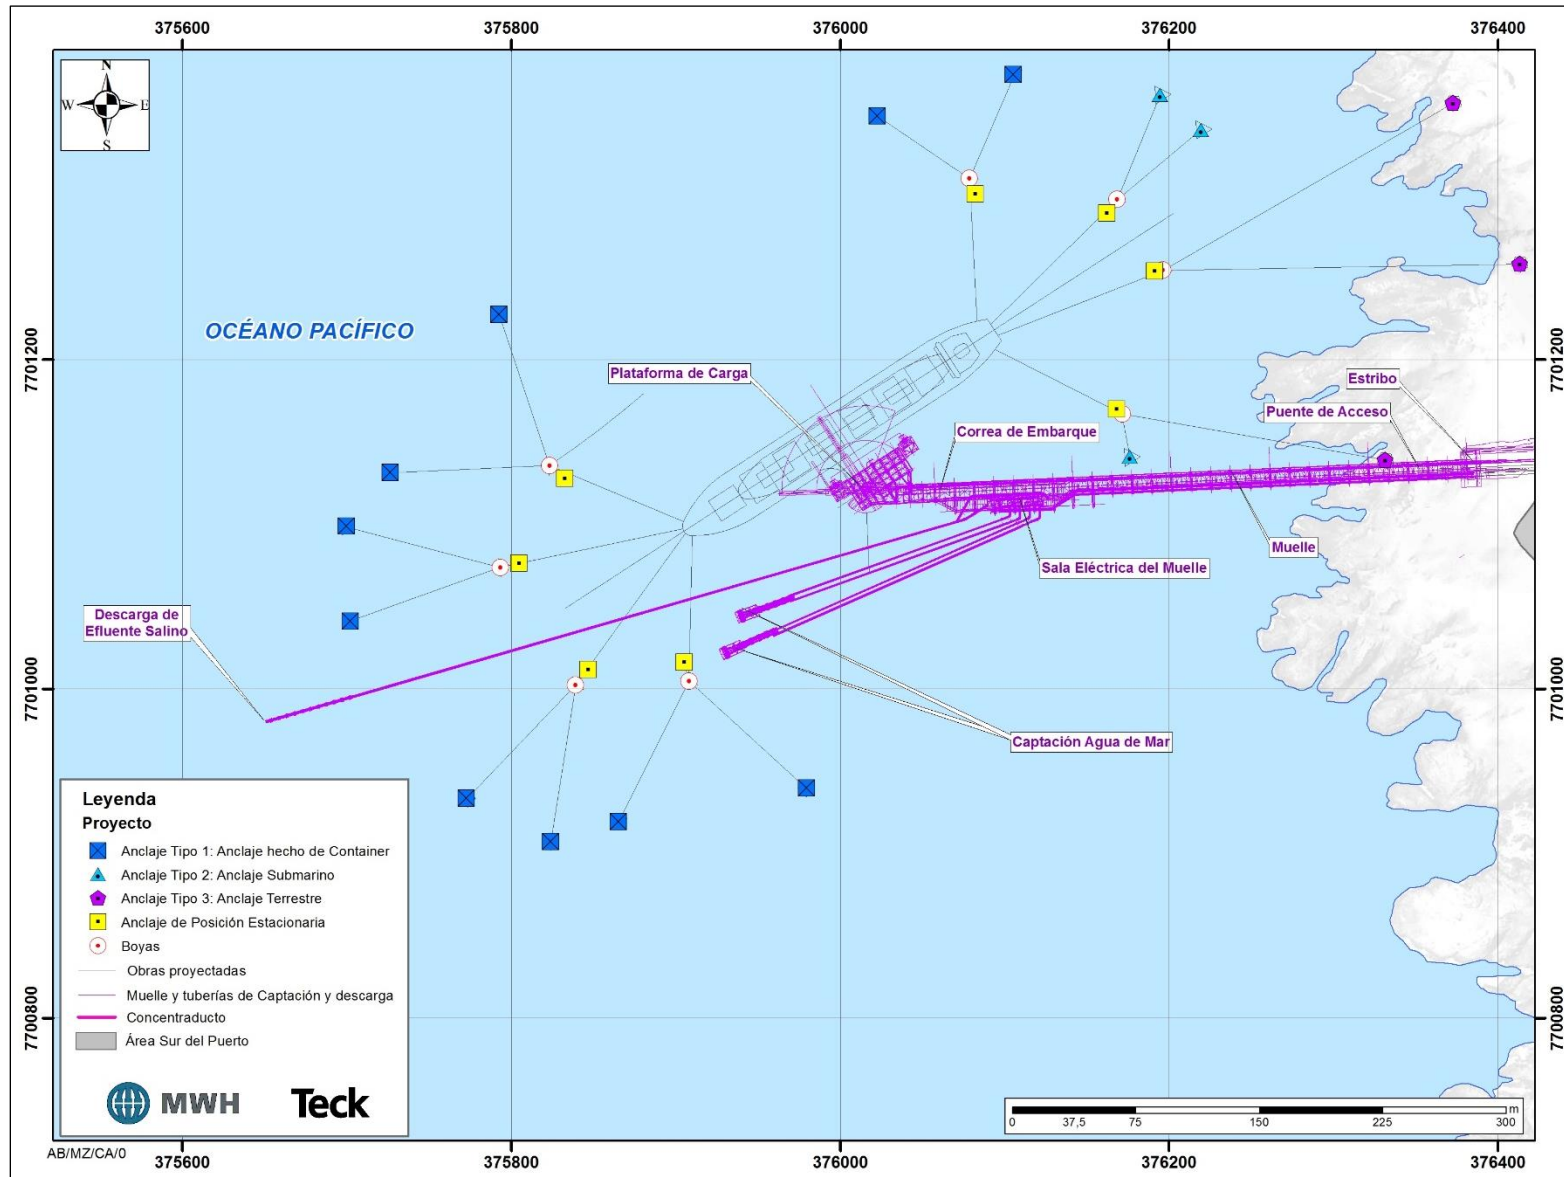 375600 375800 376000 376200 376400
N
W E
S
OCÉANO PACÍFICO
7701200
7701200
Plataforma de Carga
Estribo
Puente de Acceso
Correa de Embarque
Muelle
Sala Eléctrica del Muelle
Descarga de
Efluente Salino
7701000
7701000
Captación Agua de Mar
Leyenda
Proyecto
Anclaje Tipo 1: Anclaje hecho de Container
Anclaje Tipo 2: Anclaje Submarino
Anclaje Tipo 3: Anclaje Terrestre
Anclaje de Posición Estacionaria
Boyas
Obras proyectadas
Muelle y tuberías de Captación y descarga
Concentraducto
Área Sur del Puerto
7700800
7700800
MWH Teck
m
0 37,5 75 150 225 300
AB/MZ/CA/0
375600 375800 376000 376200 376400